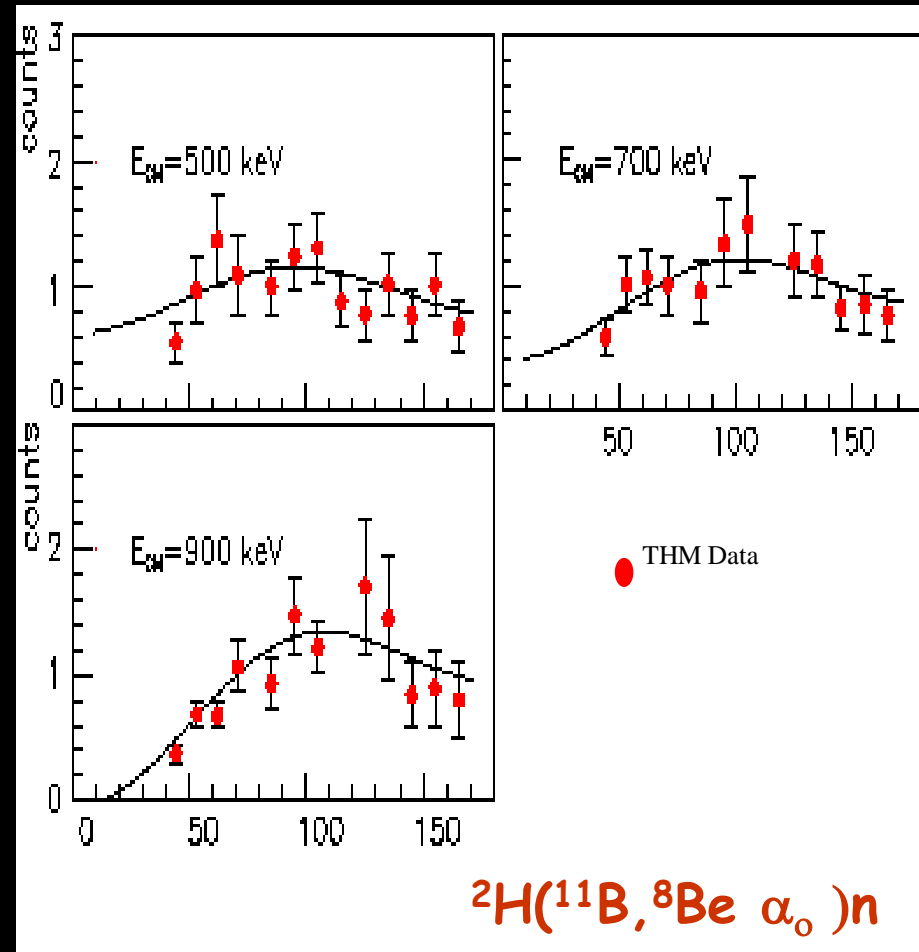 counts
3
2
1
0
E_CM=500 keV
E_CM=700 keV
50 100 150
counts
2
1
0
E_CM=900 keV
THM Data
0 50 100 150
²H(¹¹B,⁸Be α₀ )n